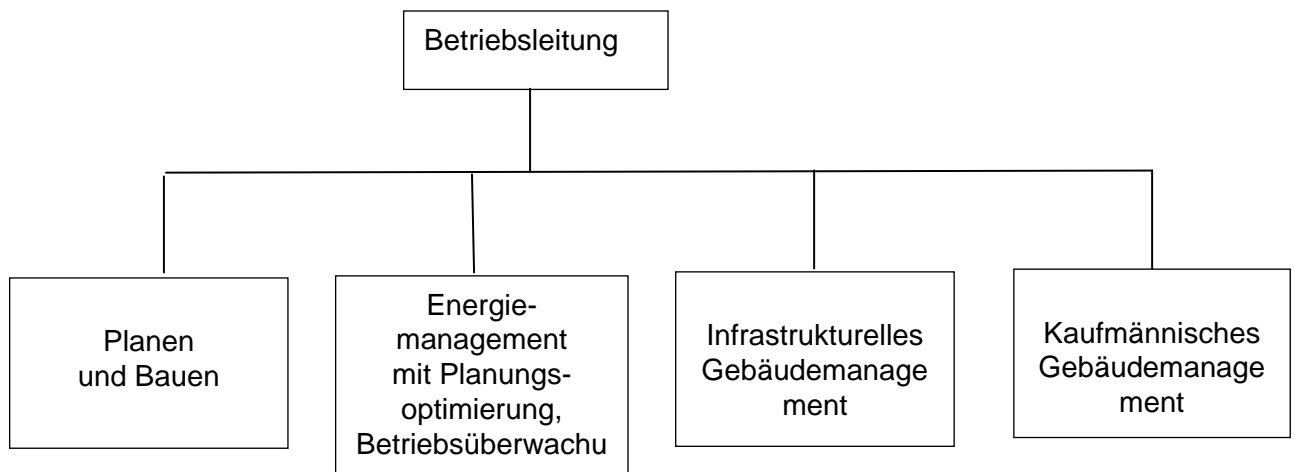 Betriebsleitung
Planen
und Bauen
Energie-
management
mit Planungs-
optimierung,
Betriebsüberwachu
Infrastrukturelles
Gebäudemanage
ment
Kaufmännisches
Gebäudemanage
ment